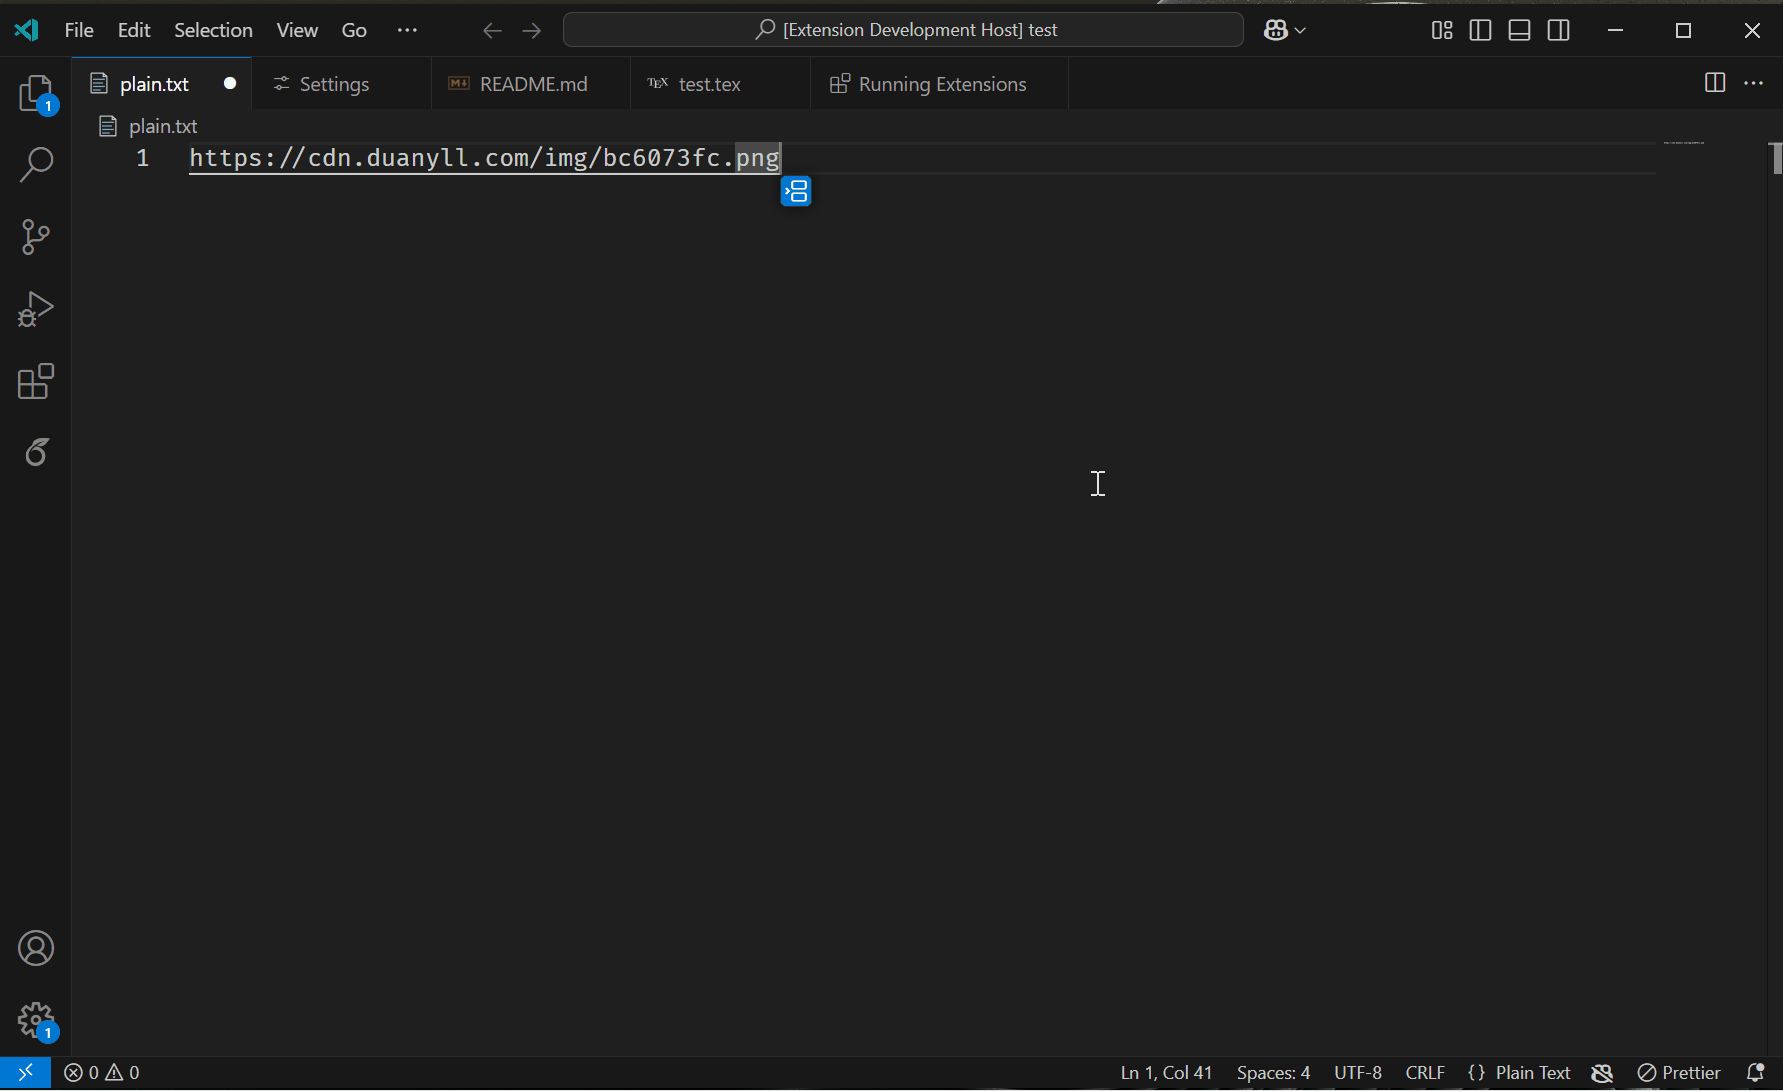 File Edit Selection View Go ··· [Extension Development Host] test
plain.txt Settings README.md TEX test.tex Running Extensions
plain.txt
1 https://cdn.duanyll.com/img/bc6073fc.png
1
1
0 0 Ln 1, Col 41 Spaces: 4 UTF-8 CRLF {} Plain Text Prettier